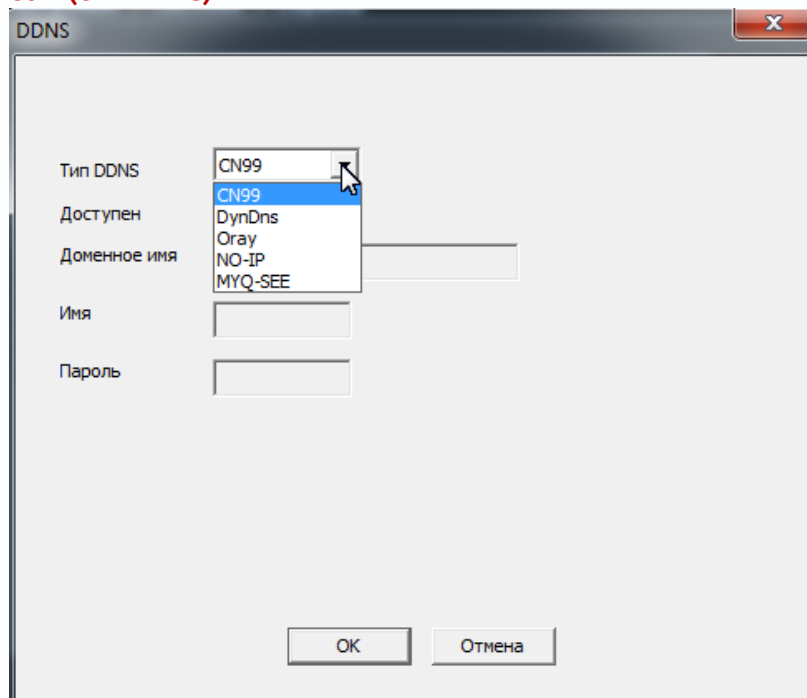 DDNS
Тип DDNS
CN99
CN99
Доступен
DynDns
Oray
Доменное имя
NO-IP
MYQ-SEE
Имя
Пароль
OK
Отмена